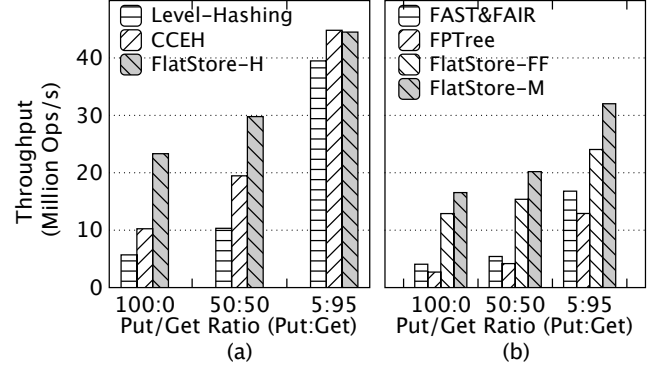 Throughput
(Million Ops/s)
40
30
20
10
0
Level-Hashing
CCEH
FlatStore-H
100:0 50:50 5:95
Put/Get Ratio (Put:Get)
(a)
FAST&FAIR
FPTree
FlatStore-FF
FlatStore-M
100:0 50:50 5:95
Put/Get Ratio (Put:Get)
(b)